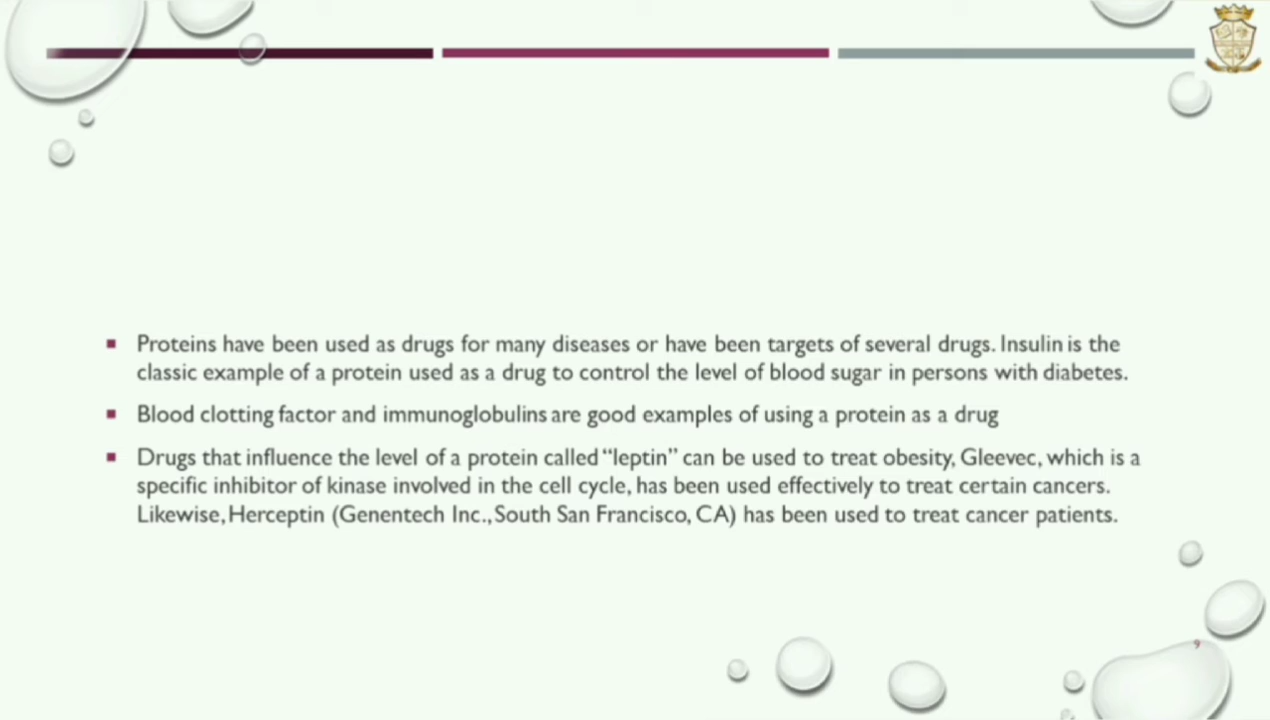 Proteins have been used as drugs for many diseases or have been targets of several drugs. Insulin is the
classic example of a protein used as a drug to control the level of blood sugar in persons with diabetes.
Blood clotting factor and immunoglobulins are good examples of using a protein as a drug
Drugs that influence the level of a protein called “leptin” can be used to treat obesity, Gleevec, which is a
specific inhibitor of kinase involved in the cell cycle, has been used effectively to treat certain cancers.
Likewise, Herceptin (Genentech Inc., South San Francisco, CA) has been used to treat cancer patients.
9